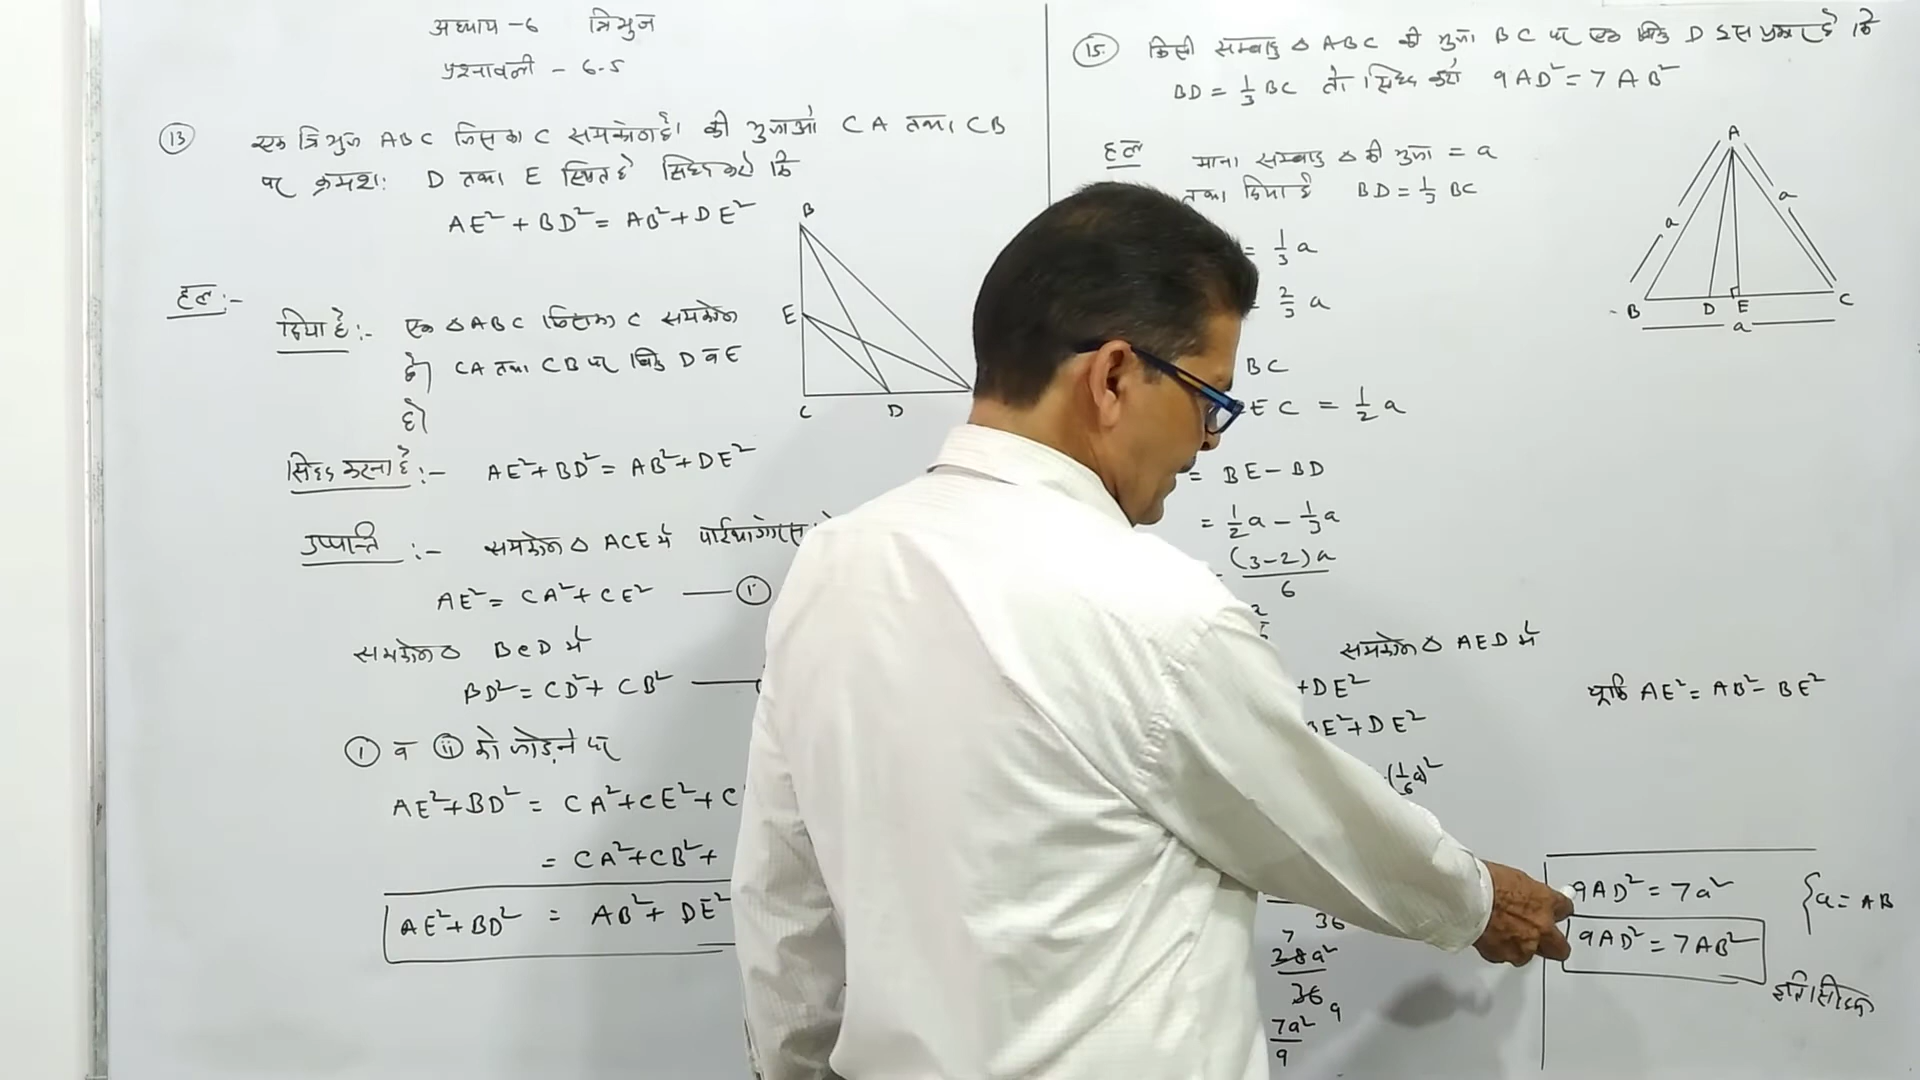 अध्याय -6 त्रिभुज
प्रश्नावली - 6.5
(13) एक त्रिभुज ABC जिसका C समकोण है। की भुजाओं CA तथा CB
पर क्रमशः D तथा E स्थित है सिद्ध करो कि
AE² + BD² = AB² + DE²
B
E
C D
हल:-
दिया है:- एक △ABC जिसका C समकोण
है। CA तथा CB पर बिंदु D व E
है।
सिद्ध करना है:- AE²+BD² = AB²+DE²
उपपत्ति:- समकोण △ ACE में पाईथागोरस
AE² = CA²+CE² — (i)
समकोण △ BCD में
BD² = CD²+ CB² —
(i) व (ii) को जोड़ने पर
AE²+BD² = CA²+CE²+C
= CA²+CB²+
AE²+BD² = AB²+ DE²
(15) किसी समबाहु △ ABC की भुजा BC पर एक बिंदु D इस प्रकार है कि
BD = 1/3 BC तो सिद्ध करो 9AD² = 7AB²
हल माना समबाहु △ की भुजा = a
तथा दिया है BD = 1/3 BC
A
a a
B D E C
a
= 1/3 a
2/3 a
BC
EC = 1/2 a
= BE - BD
= 1/2 a - 1/3 a
(3-2)a/6
समकोण △ AED में
+DE²
चूंकि AE² = AB² - BE²
BE²+DE²
(1/6 a)²
36
7
28a²/36
9
7a²/9
9AD² = 7a² {a = AB
9AD² = 7AB²
इति सिद्धम